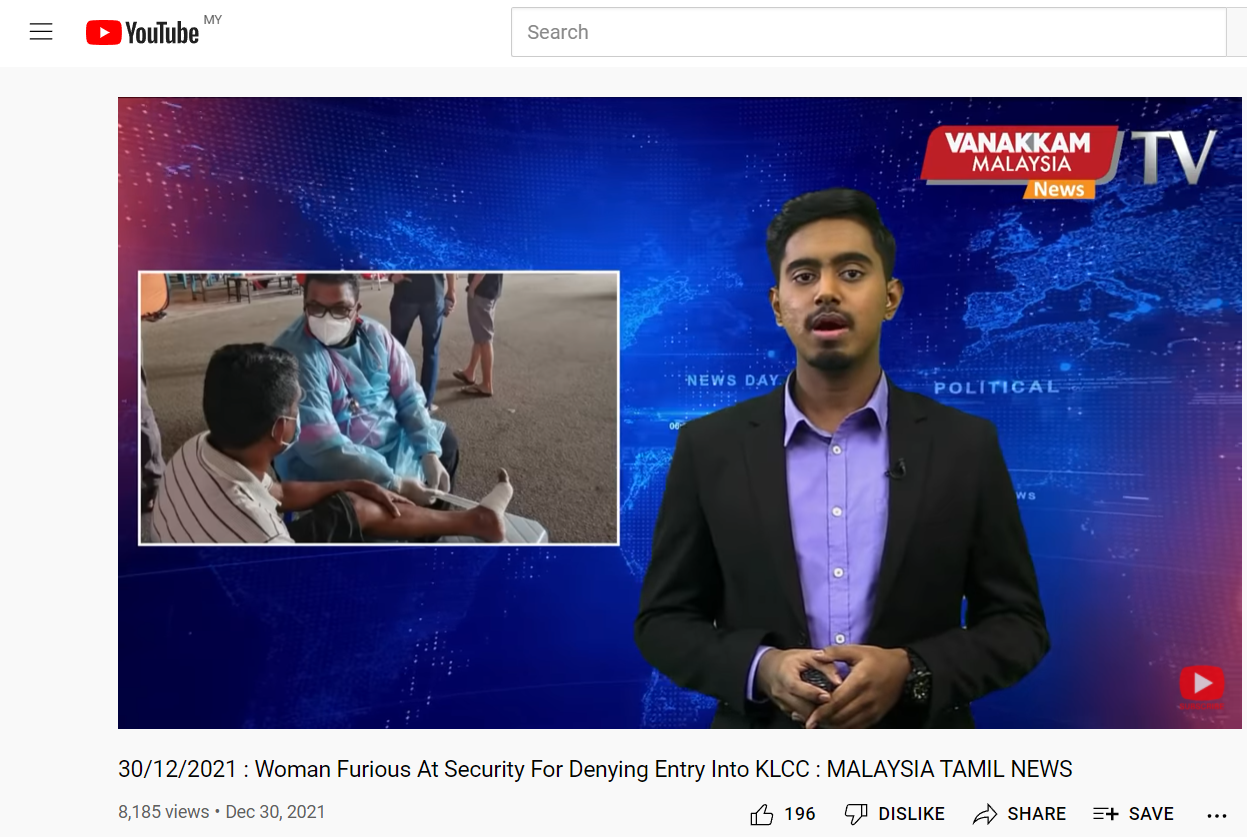 YouTube MY
Search
VANAKKAM
MALAYSIA
TV
News
NEWS DAY
POLITICAL
30/12/2021 : Woman Furious At Security For Denying Entry Into KLCC : MALAYSIA TAMIL NEWS
8,185 views • Dec 30, 2021
196
DISLIKE
SHARE
SAVE